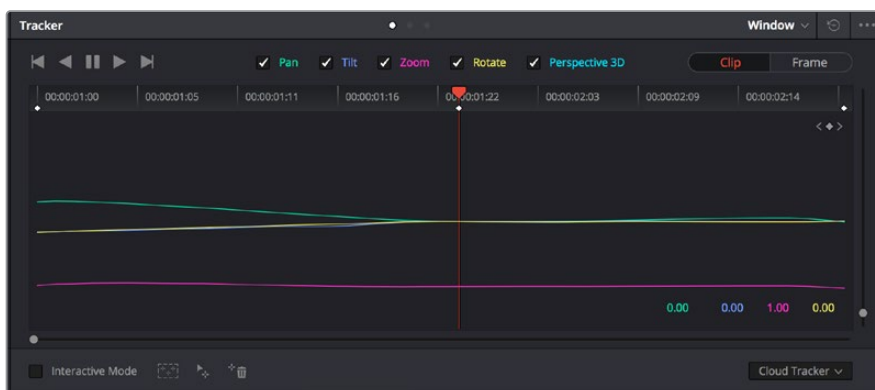 Tracker
Window
Pan Tilt Zoom Rotate Perspective 3D
Clip Frame
00:00:01:00 00:00:01:05 00:00:01:11 00:00:01:16 00:00:01:22 00:00:02:03 00:00:02:09 00:00:02:14
0.00 0.00 1.00 0.00
Interactive Mode
Cloud Tracker